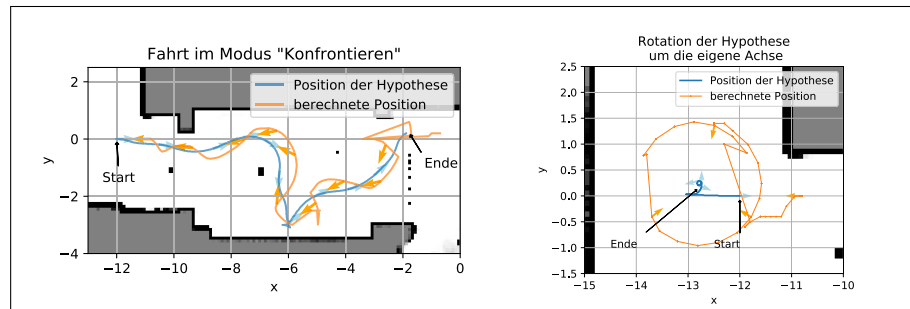 Fahrt im Modus "Konfrontieren"
Position der Hypothese
berechnete Position
2
1
0
−1
−2
−3
−4
y
Start
Ende
−12
−10
−8
−6
−4
−2
0
x
Rotation der Hypothese
um die eigene Achse
Position der Hypothese
berechnete Position
2.5
2.0
1.5
1.0
0.5
0.0
−0.5
−1.0
−1.5
y
Ende
Start
−15
−14
−13
−12
−11
−10
x